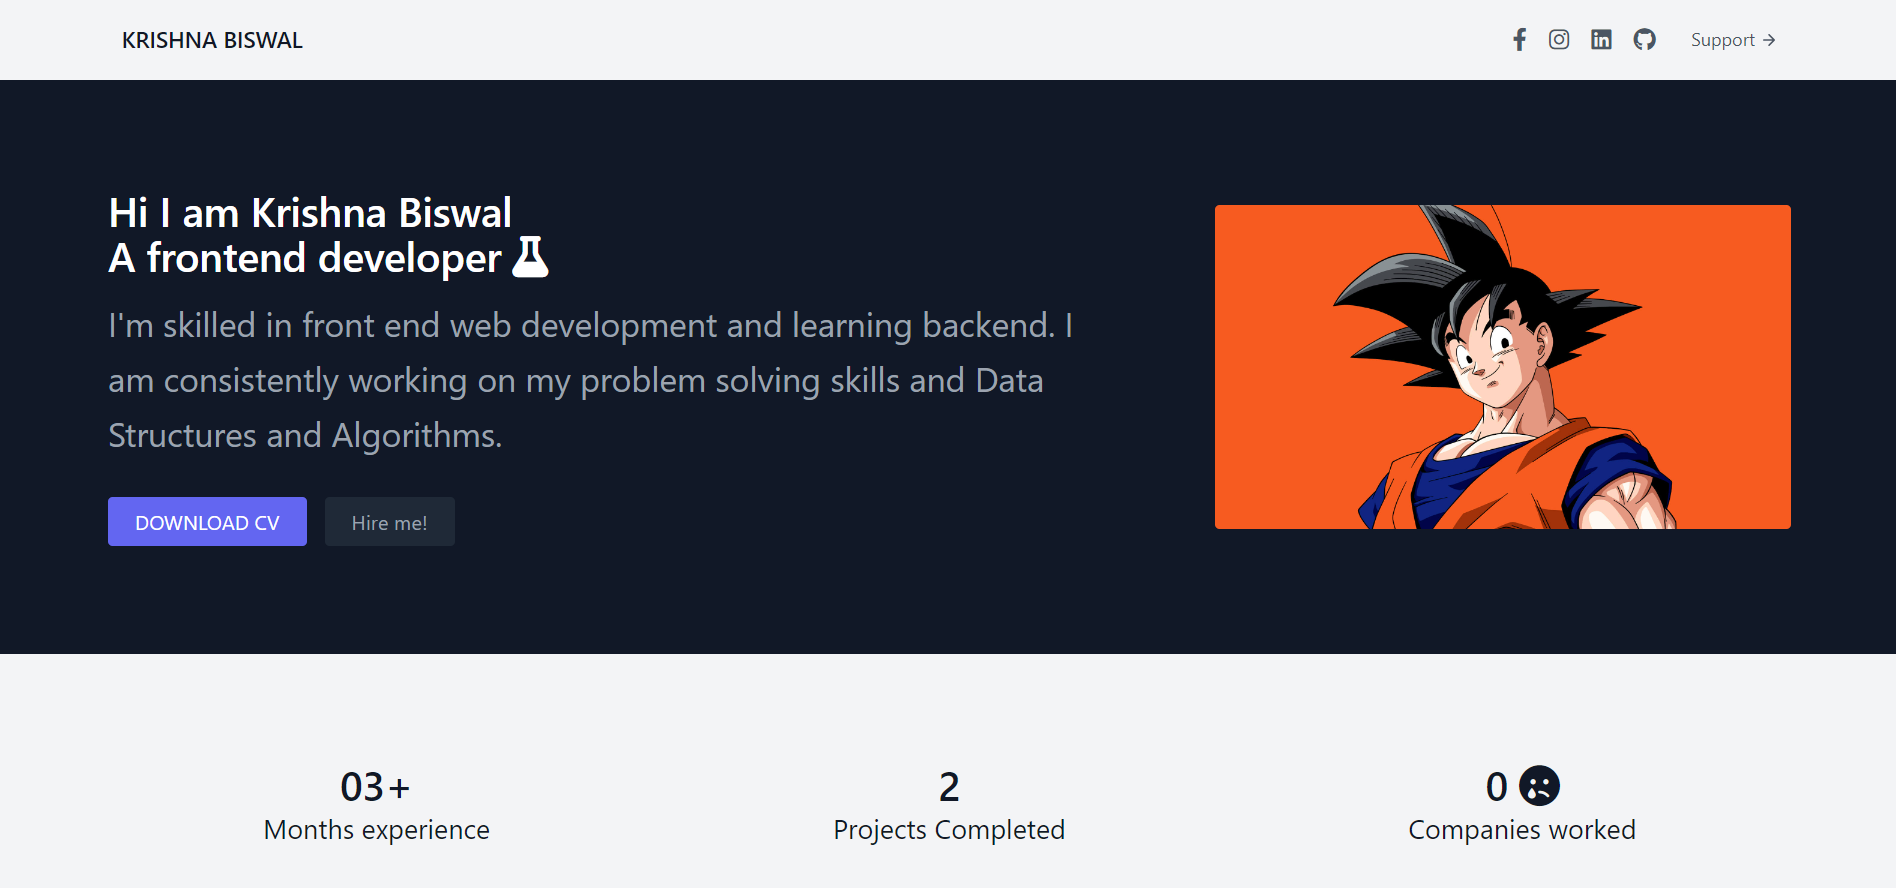 KRISHNA BISWAL
Support →
Hi I am Krishna Biswal
A frontend developer
I'm skilled in front end web development and learning backend. I
am consistently working on my problem solving skills and Data
Structures and Algorithms.
DOWNLOAD CV
Hire me!
03+
Months experience
2
Projects Completed
0
Companies worked